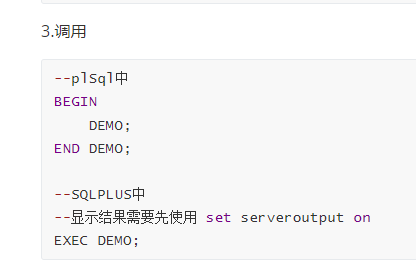 3.调用
--plSql中
BEGIN
    DEMO;
END DEMO;
--SQLPLUS中
--显示结果需要先使用 set serveroutput on
EXEC DEMO;